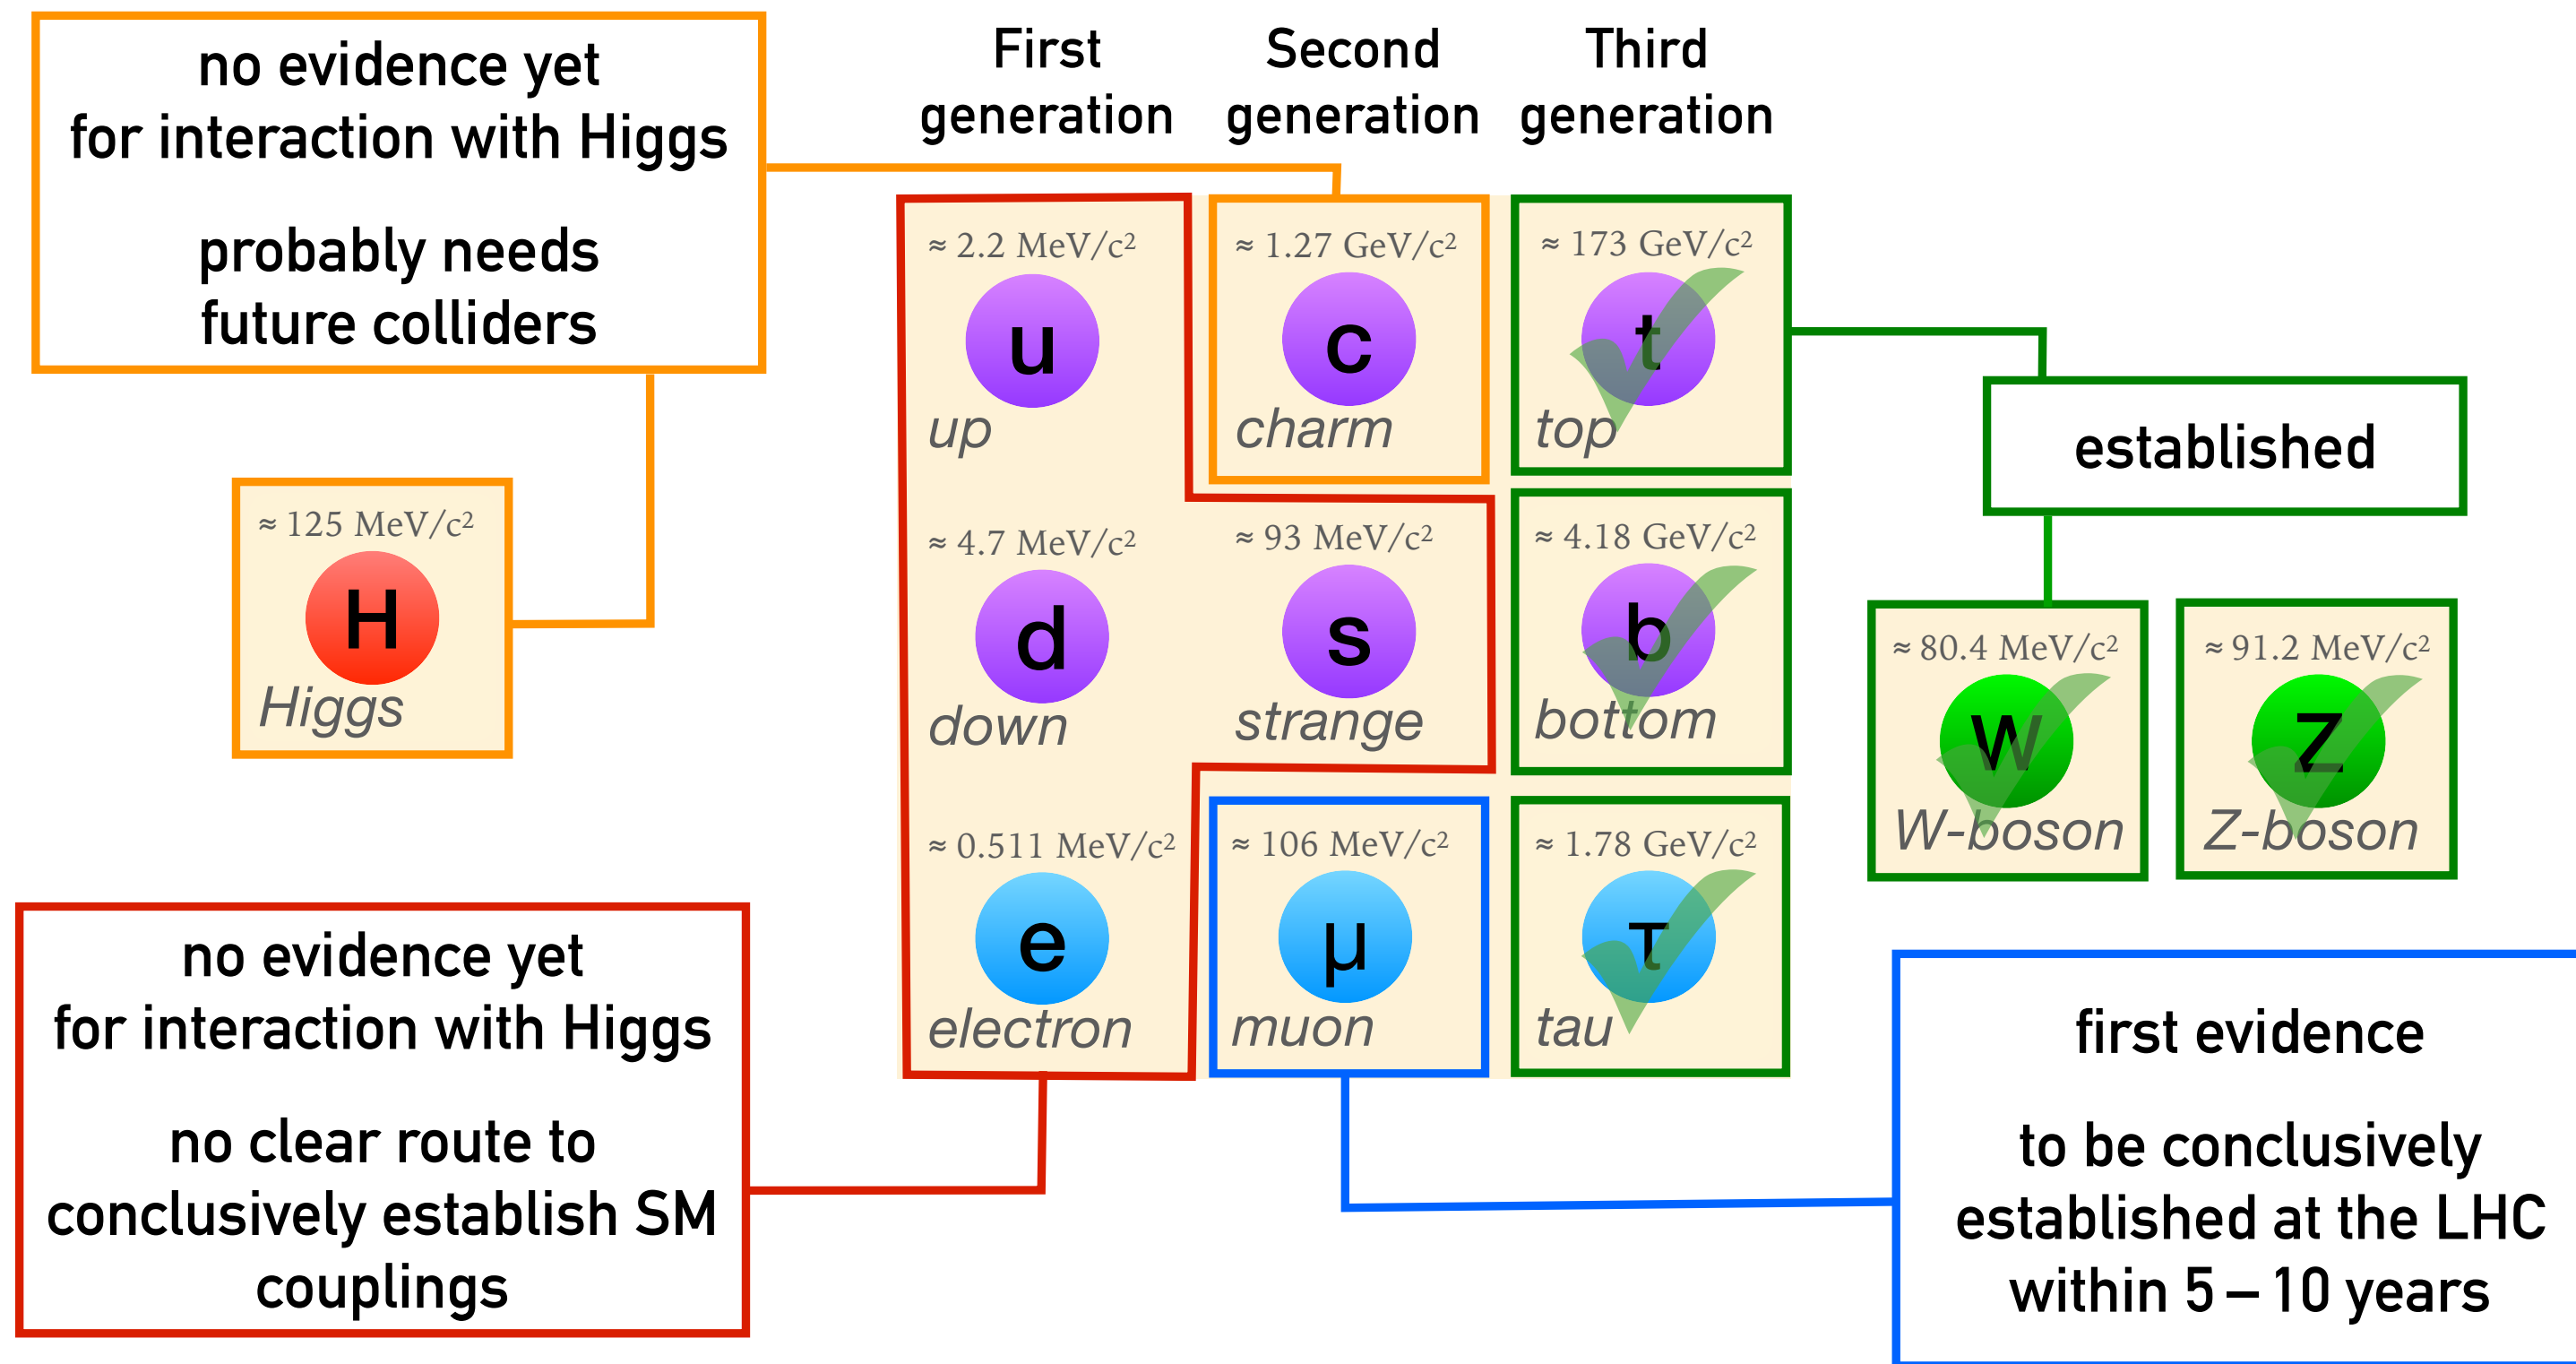 no evidence yet
for interaction with Higgs
probably needs
future colliders
First
generation
Second
generation
Third
generation
≈ 2.2 MeV/c²
u
up
≈ 1.27 GeV/c²
c
charm
≈ 173 GeV/c²
t
top
established
≈ 125 MeV/c²
H
Higgs
≈ 4.7 MeV/c²
d
down
≈ 93 MeV/c²
s
strange
≈ 4.18 GeV/c²
b
bottom
≈ 80.4 MeV/c²
W
W-boson
≈ 91.2 MeV/c²
Z
Z-boson
≈ 0.511 MeV/c²
e
electron
≈ 106 MeV/c²
μ
muon
≈ 1.78 GeV/c²
τ
tau
no evidence yet
for interaction with Higgs
no clear route to
conclusively establish SM
couplings
first evidence
to be conclusively
established at the LHC
within 5 – 10 years